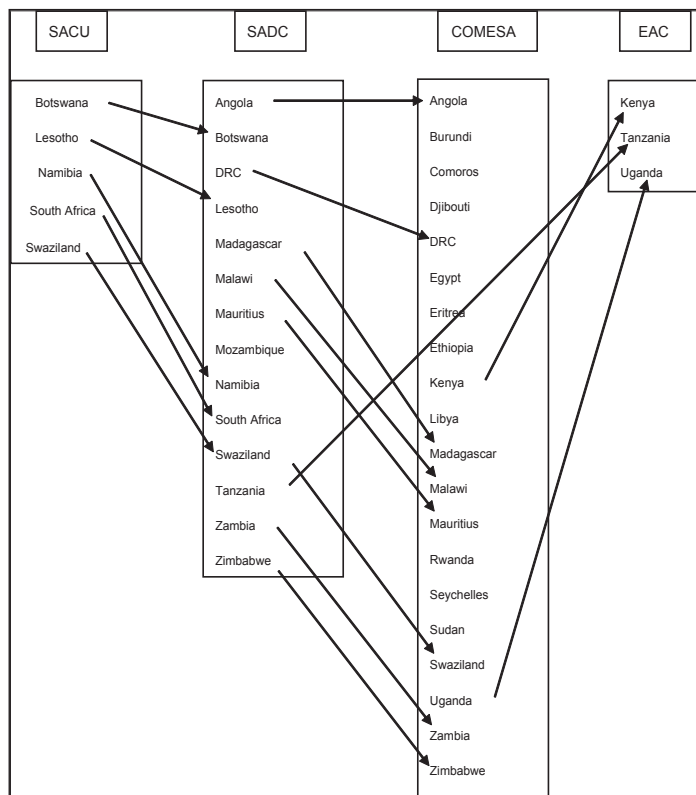 SACU
SADC
COMESA
EAC
Botswana
Lesotho
Namibia
South Africa
Swaziland
Angola
Botswana
DRC
Lesotho
Madagascar
Malawi
Mauritius
Mozambique
Namibia
South Africa
Swaziland
Tanzania
Zambia
Zimbabwe
Angola
Burundi
Comoros
Djibouti
DRC
Egypt
Eritrea
Ethiopia
Kenya
Libya
Madagascar
Malawi
Mauritius
Rwanda
Seychelles
Sudan
Swaziland
Uganda
Zambia
Zimbabwe
Kenya
Tanzania
Uganda